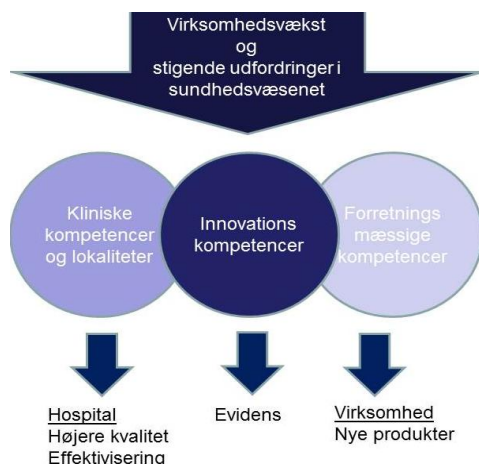 Virksomhedsvækst
og
stigende udfordringer i
sundhedsvæsenet
Kliniske
kompetencer
og lokaliteter
Innovations
kompetencer
Forretnings
mæssige
kompetencer
Hospital
Højere kvalitet
Effektivisering
Evidens
Virksomhed
Nye produkter